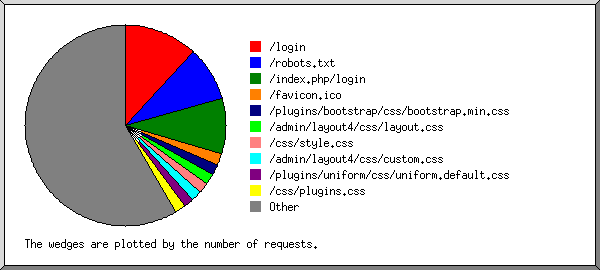 /login
/robots.txt
/index.php/login
/favicon.ico
/plugins/bootstrap/css/bootstrap.min.css
/admin/layout4/css/layout.css
/css/style.css
/admin/layout4/css/custom.css
/plugins/uniform/css/uniform.default.css
/css/plugins.css
Other
The wedges are plotted by the number of requests.